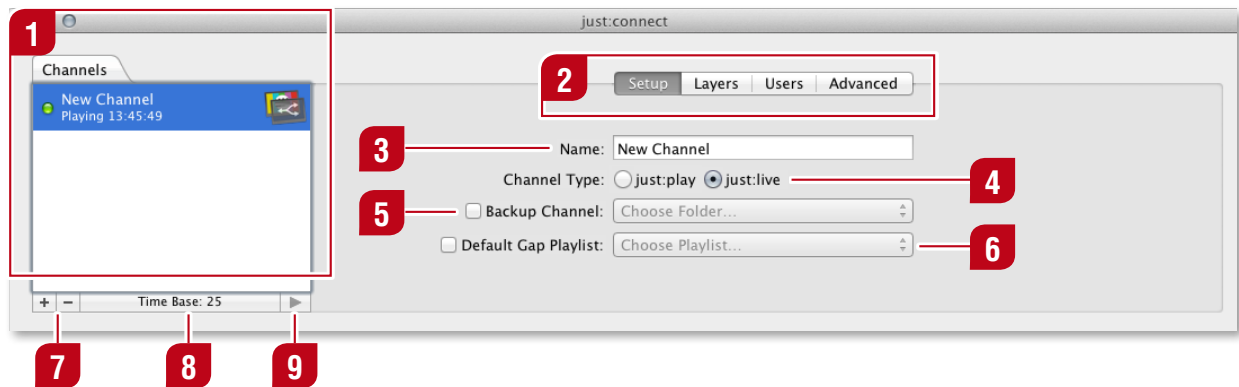 1
just:connect
Channels
2
Setup Layers Users Advanced
New Channel
Playing 13:45:49
3
Name: New Channel
Channel Type: just:play just:live
4
5
Backup Channel: Choose Folder...
Default Gap Playlist: Choose Playlist...
6
+ − Time Base: 25
7
8
9